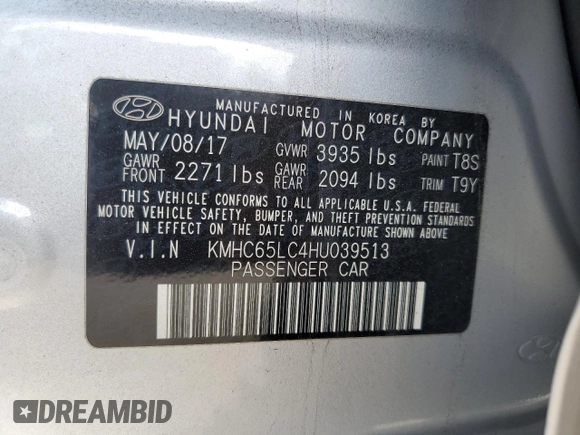 MANUFACTURED IN KOREA BY
HYUNDAI MOTOR COMPANY
MAY/08/17 GVWR 3935 lbs PAINT T8S
GAWR FRONT 2271 lbs GAWR REAR 2094 lbs TRIM T9Y
THIS VEHICLE CONFORMS TO ALL APPLICABLE U.S.A. FEDERAL
MOTOR VEHICLE SAFETY, BUMPER, AND THEFT PREVENTION STANDARDS
IN EFFECT ON THE DATE OF MANUFACTURE SHOWN ABOVE.
V.I.N KMHC65LC4HU039513
PASSENGER CAR
DREAMBID